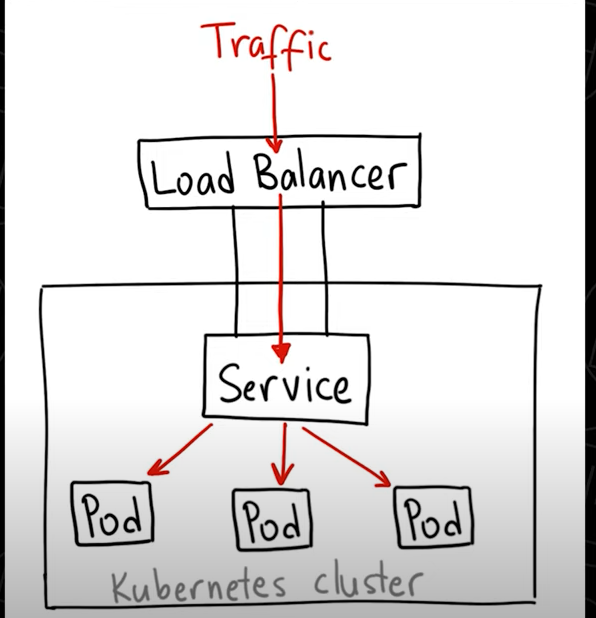 Traffic
Load Balancer
Service
Pod
Pod
Pod
Kubernetes cluster